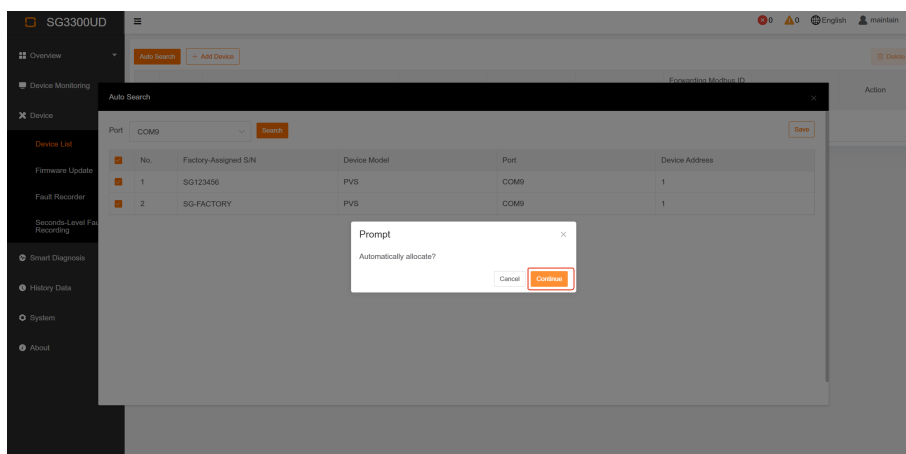 SG3300UD
0 0 English maintain
Overview
Auto Search + Add Device Delete
Device Monitoring
Forwarding Modbus ID
Action
Auto Search
Device
Port COM9 Search Save
Device List
No. Factory-Assigned S/N Device Model Port Device Address
Firmware Update
1 SG123456 PVS COM9 1
Fault Recorder
2 SG-FACTORY PVS COM9 1
Seconds-Level Fau
Recording
Prompt
Automatically allocate?
Smart Diagnosis
Cancel Continue
History Data
System
About